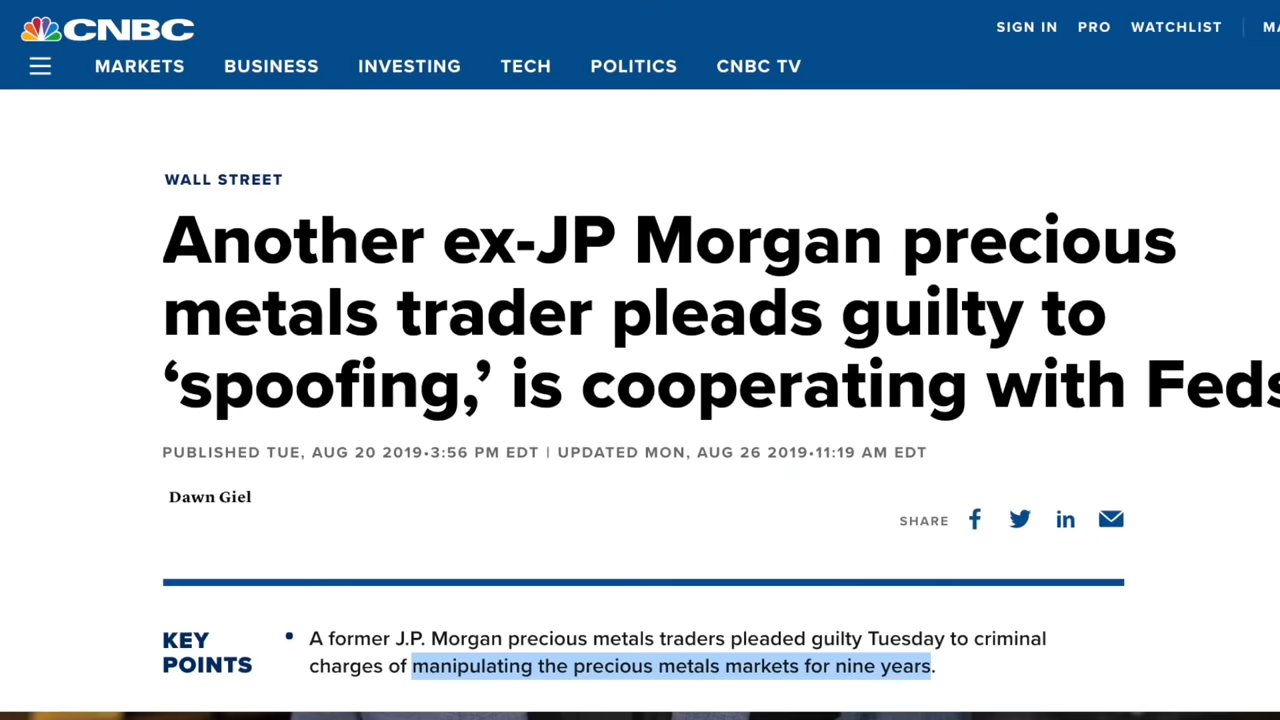 CNBC
SIGN IN PRO WATCHLIST
MARKETS BUSINESS INVESTING TECH POLITICS CNBC TV
WALL STREET
Another ex-JP Morgan precious
metals trader pleads guilty to
‘spoofing,’ is cooperating with Feds
PUBLISHED TUE, AUG 20 2019•3:56 PM EDT | UPDATED MON, AUG 26 2019•11:19 AM EDT
Dawn Giel
SHARE
KEY
POINTS
• A former J.P. Morgan precious metals traders pleaded guilty Tuesday to criminal
charges of manipulating the precious metals markets for nine years.